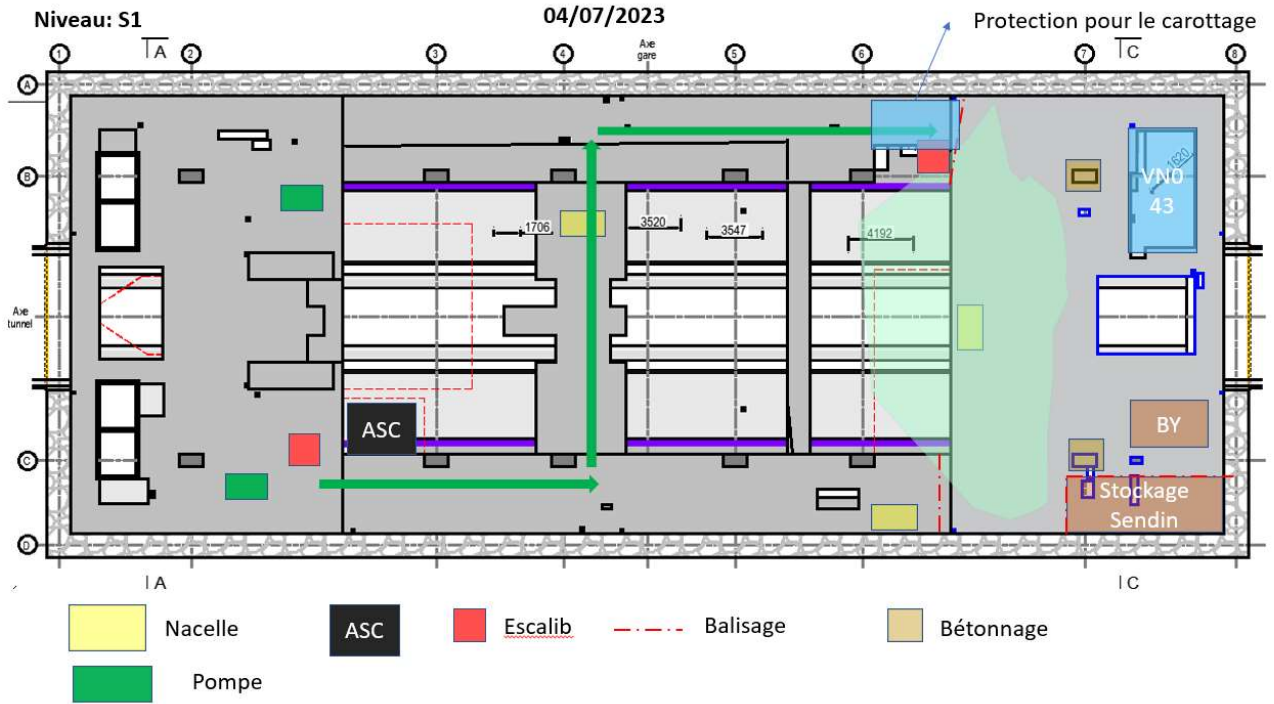 Niveau: S1
04/07/2023
Protection pour le carottage
A
C
1
2
3
4
Axe
gare
5
6
7
8
A
B
1620
VN0
43
1706
3520
3547
4192
Axe
tunnel
ASC
BY
C
Stockage
Sendin
D
A
C
Nacelle
ASC
Escalib
Balisage
Bétonnage
Pompe